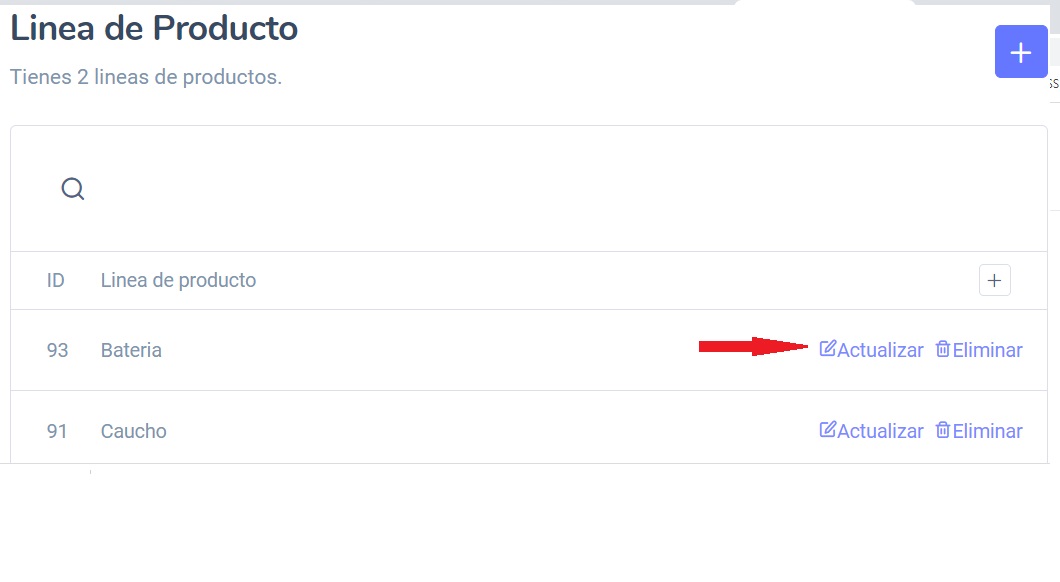 Linea de Producto
Tienes 2 lineas de productos.
ss
ID Linea de producto
93 Bateria Actualizar Eliminar
91 Caucho Actualizar Eliminar